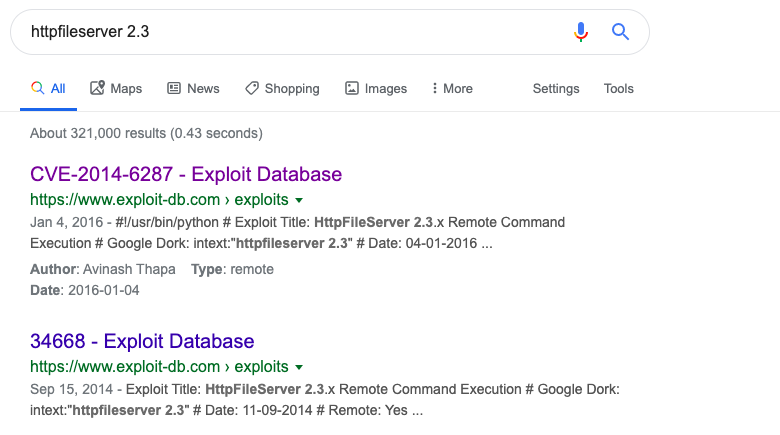 httpfileserver 2.3
All Maps News Shopping Images More Settings Tools
About 321,000 results (0.43 seconds)
CVE-2014-6287 - Exploit Database
https://www.exploit-db.com › exploits
Jan 4, 2016 - #!/usr/bin/python # Exploit Title: HttpFileServer 2.3.x Remote Command
Execution # Google Dork: intext:"httpfileserver 2.3" # Date: 04-01-2016 ...
Author: Avinash Thapa Type: remote
Date: 2016-01-04
34668 - Exploit Database
https://www.exploit-db.com › exploits
Sep 15, 2014 - Exploit Title: HttpFileServer 2.3.x Remote Command Execution # Google Dork:
intext:"httpfileserver 2.3" # Date: 11-09-2014 # Remote: Yes ...